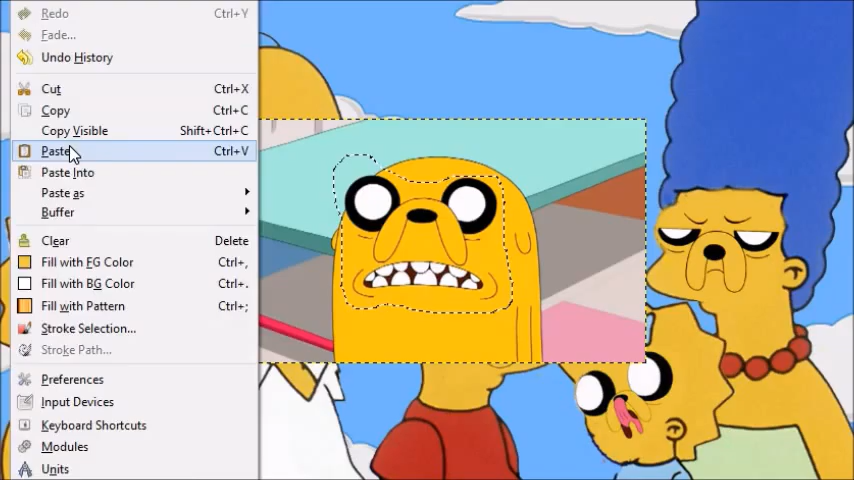 Redo Ctrl+Y
Fade...
Undo History
Cut Ctrl+X
Copy Ctrl+C
Copy Visible Shift+Ctrl+C
Paste Ctrl+V
Paste Into
Paste as
Buffer
Clear Delete
Fill with FG Color Ctrl+,
Fill with BG Color Ctrl+.
Fill with Pattern Ctrl+;
Stroke Selection...
Stroke Path...
Preferences
Input Devices
Keyboard Shortcuts
Modules
Units